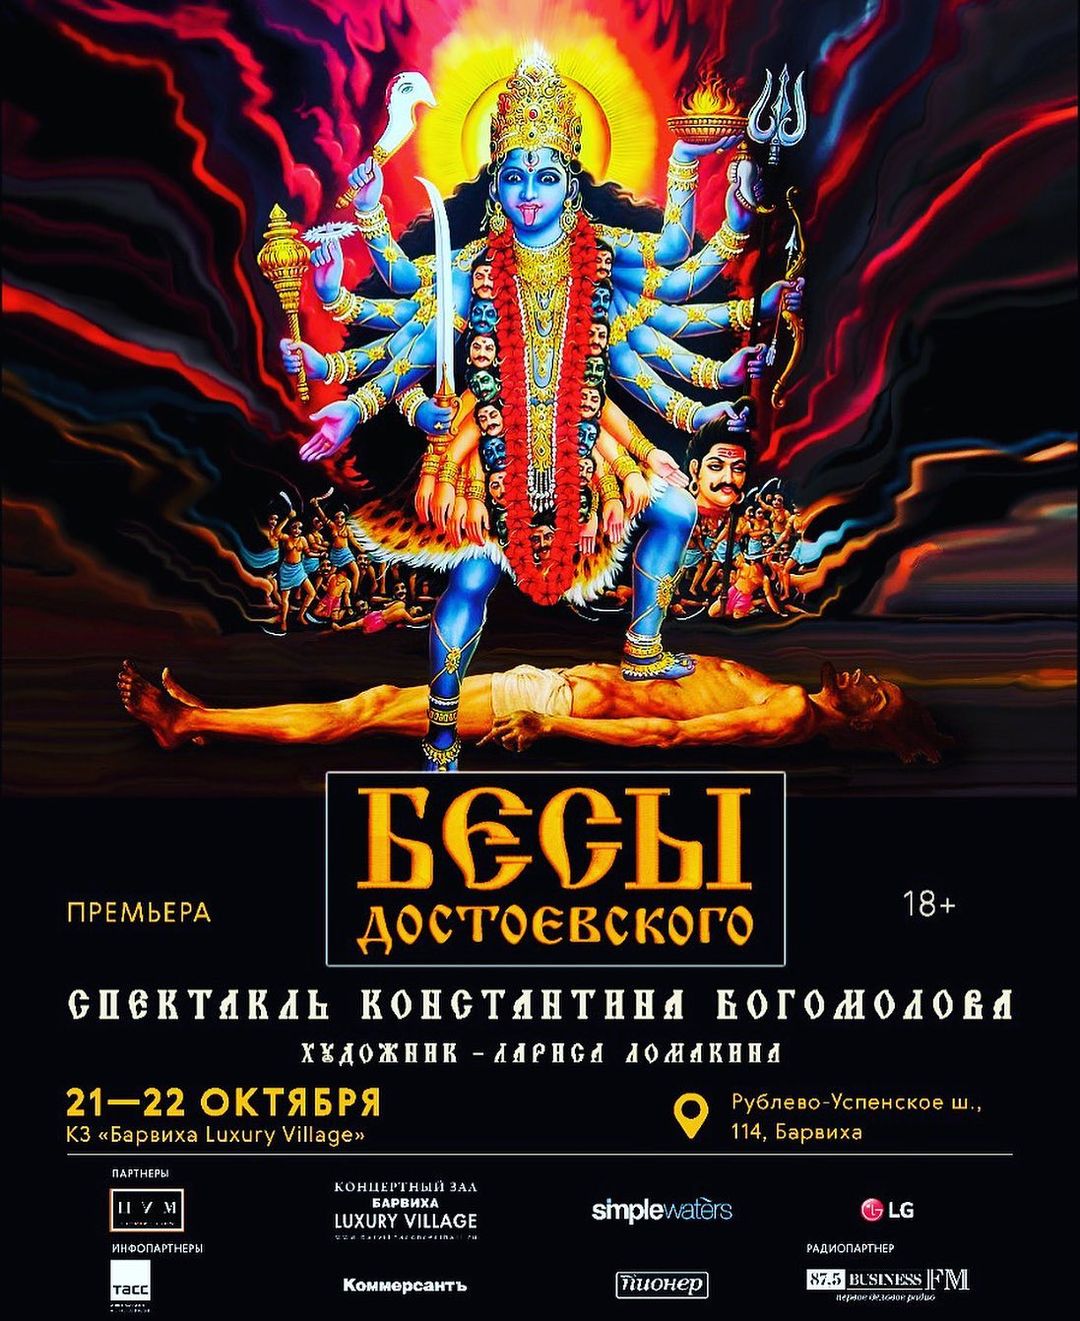 БЕСЫ
ДОСТОЕВСКОГО
ПРЕМЬЕРА
18+
СПЕКТАКЛЬ КОНСТАНТИНА БОГОМОЛОВА
ХУДОЖНИК – ЛАРИСА ЛОМАКИНА
21—22 ОКТЯБРЯ
КЗ «Барвиха Luxury Village»
Рублево-Успенское ш.,
114, Барвиха
ПАРТНЕРЫ
ЦУМ
КОНЦЕРТНЫЙ ЗАЛ
БАРВИХА
LUXURY VILLAGE
simplewaters
LG
ИНФОПАРТНЕРЫ
ТАСС
Коммерсантъ
пионер
РАДИОПАРТНЕР
87.5 BUSINESS FM
первое деловое радио